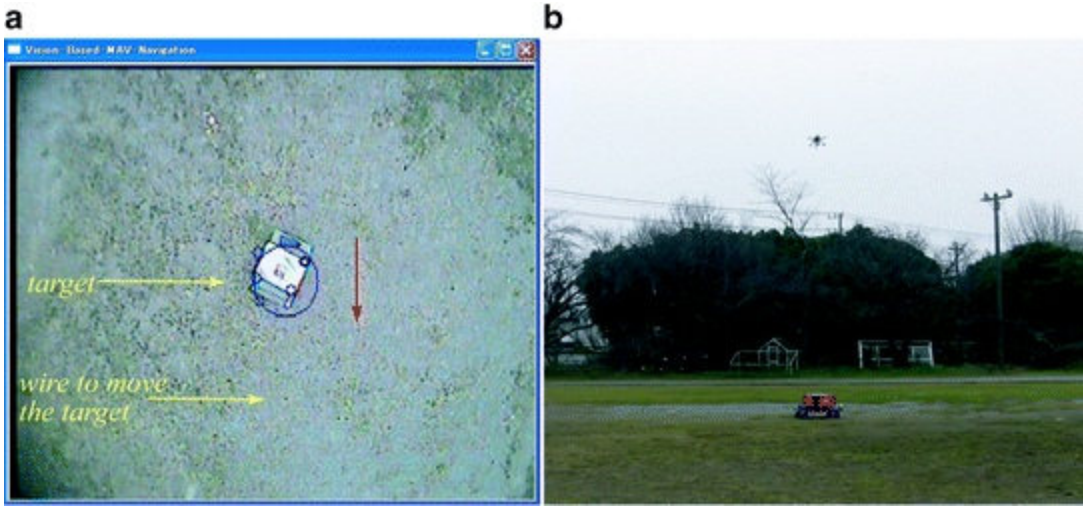 a
b
Vision-Based-MAV-Navigation
target
wire to move
the target